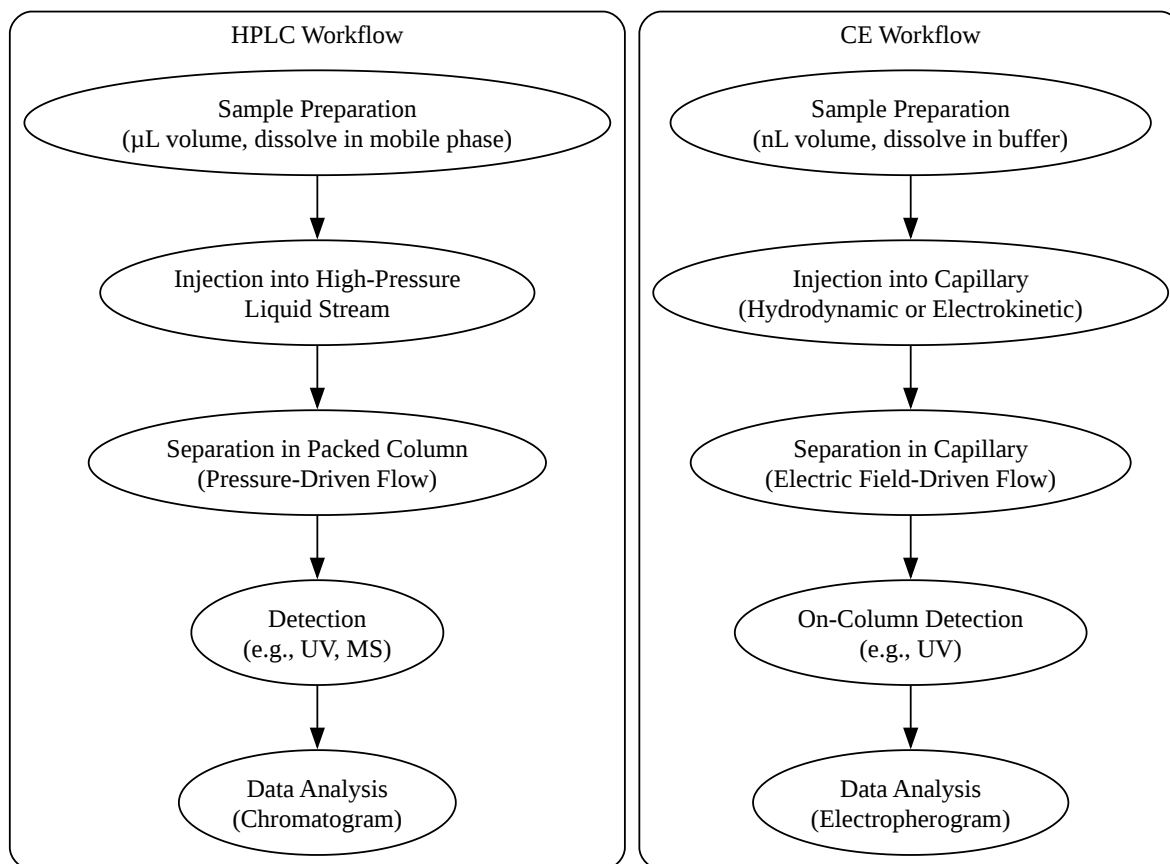 HPLC Workflow
Sample Preparation
(µL volume, dissolve in mobile phase)
Injection into High-Pressure
Liquid Stream
Separation in Packed Column
(Pressure-Driven Flow)
Detection
(e.g., UV, MS)
Data Analysis
(Chromatogram)
CE Workflow
Sample Preparation
(nL volume, dissolve in buffer)
Injection into Capillary
(Hydrodynamic or Electrokinetic)
Separation in Capillary
(Electric Field-Driven Flow)
On-Column Detection
(e.g., UV)
Data Analysis
(Electropherogram)